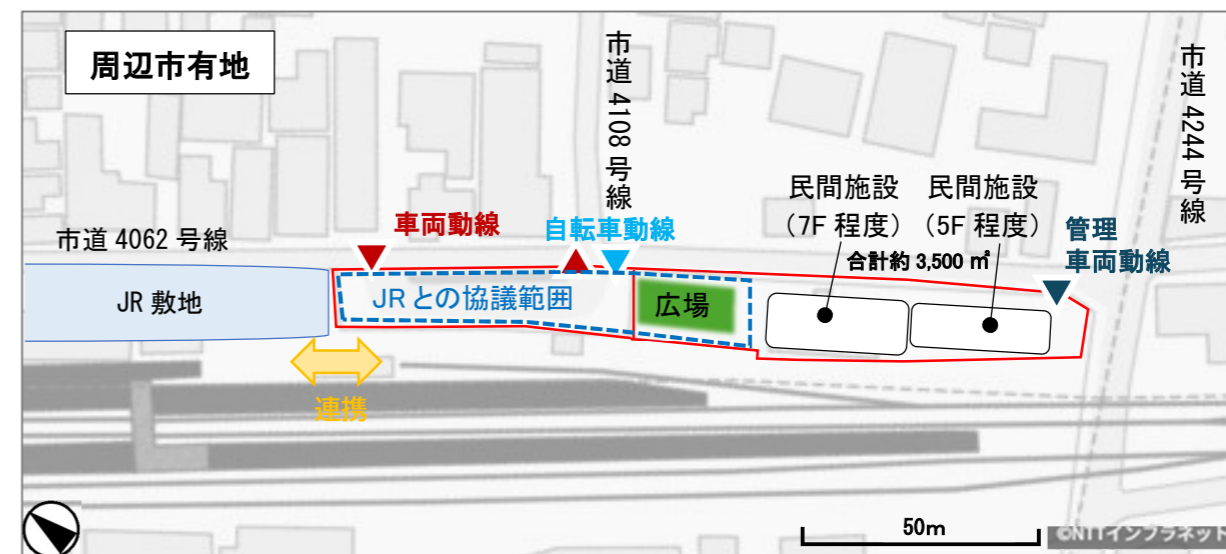 周辺市有地
市道 4108 号線
市道 4244 号線
民間施設 民間施設
(7F 程度) (5F 程度)
合計約 3,500 ㎡
管理
車両動線
市道 4062 号線
車両動線
自転車動線
JR 敷地
JR との協議範囲
広場
連携
50m
©NTTインフラネット